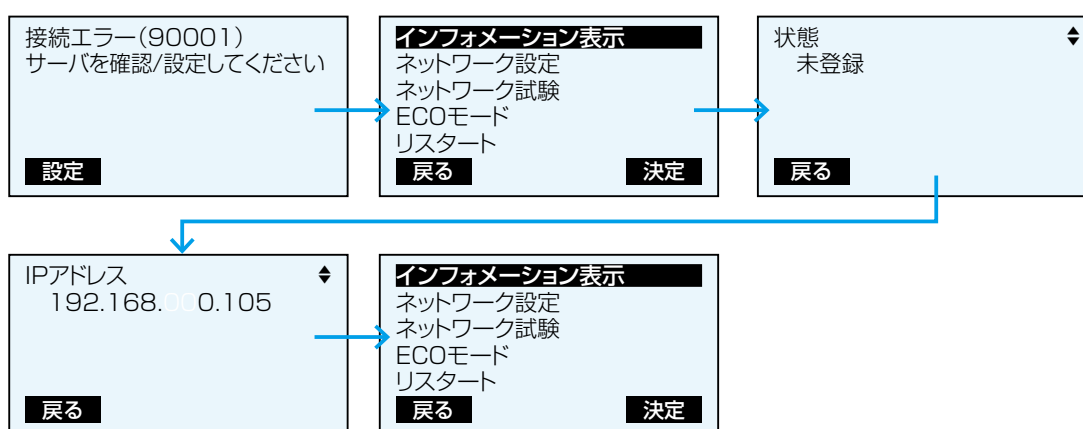 接続エラー(90001)
サーバを確認/設定してください
設定
インフォメーション表示
ネットワーク設定
ネットワーク試験
ECOモード
リスタート
戻る 決定
状態
未登録
戻る
IPアドレス
192.168.000.105
戻る
インフォメーション表示
ネットワーク設定
ネットワーク試験
ECOモード
リスタート
戻る 決定